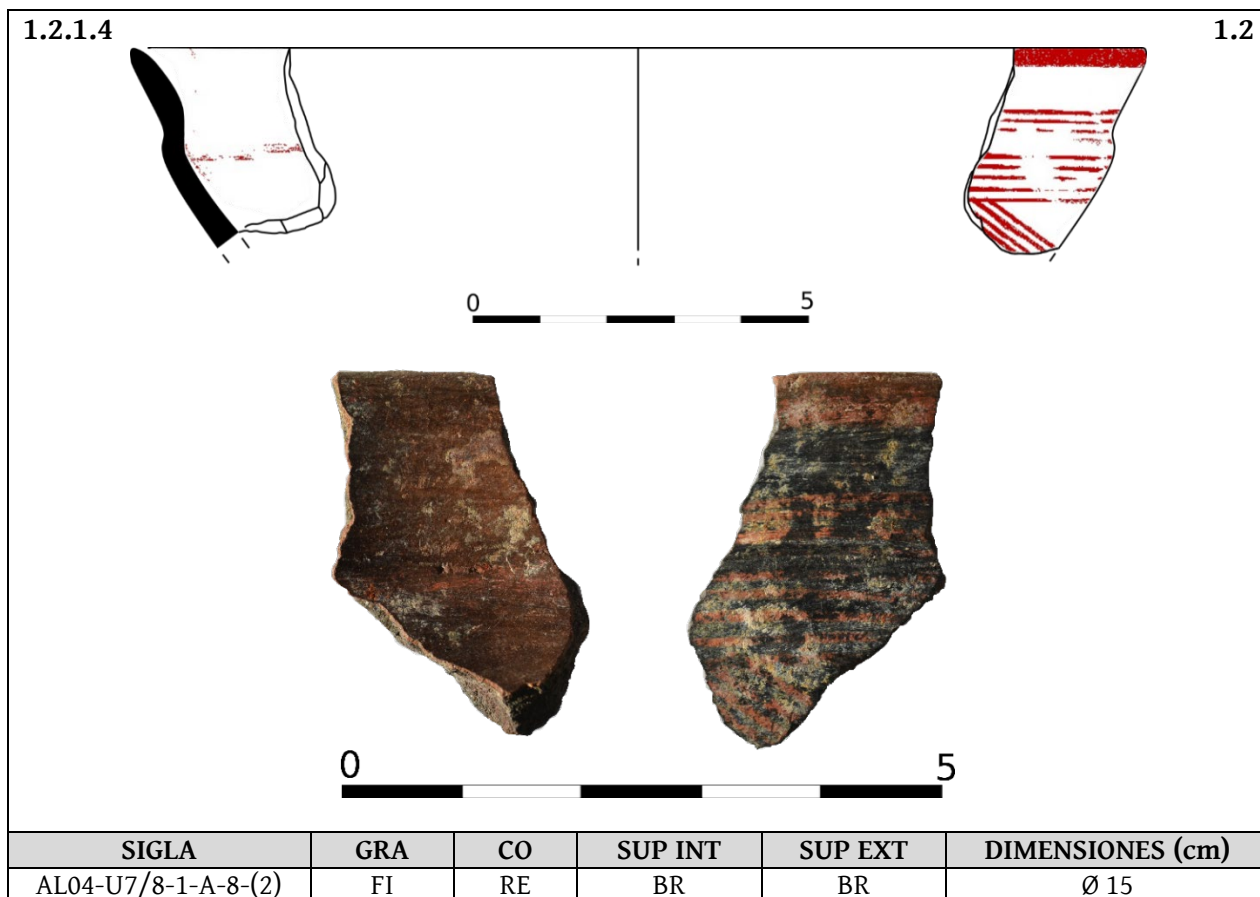 1.2.1.4 1.2
0 5
0 5
SIGLA GRA CO SUP INT SUP EXT DIMENSIONES (cm)
AL04-U7/8-1-A-8-(2) FI RE BR BR Ø 15